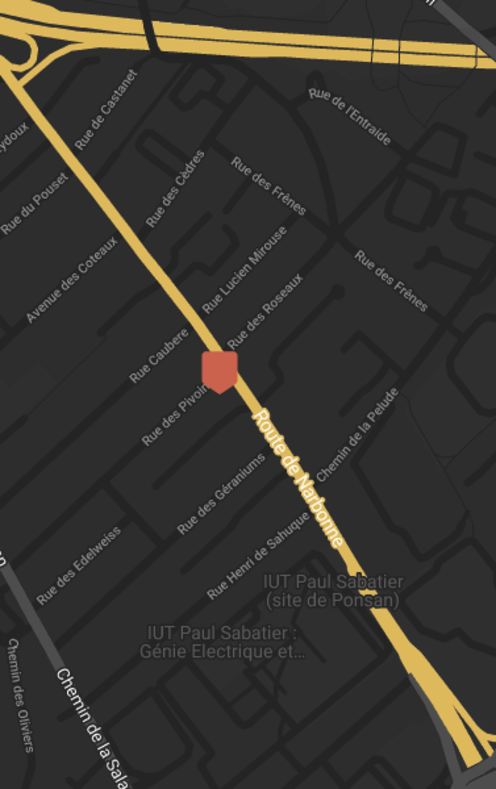 Rue de Castanet
Rue de l'Entraide
Rue du Pouset
Rue des Cèdres
Rue des Frênes
Avenue des Coteaux
Rue Lucien Mirouse
Rue des Frênes
Rue des Roseaux
Rue Caubere
Rue des Pivoin
Route de Narbonne
Chemin de la Pelude
Rue des Géraniums
Rue Henri de Sahuque
Rue des Edelweiss
IUT Paul Sabatier
(site de Ponsan)
IUT Paul Sabatier :
Génie Electrique et...
Chemin des Oliviers
Chemin de la Sala